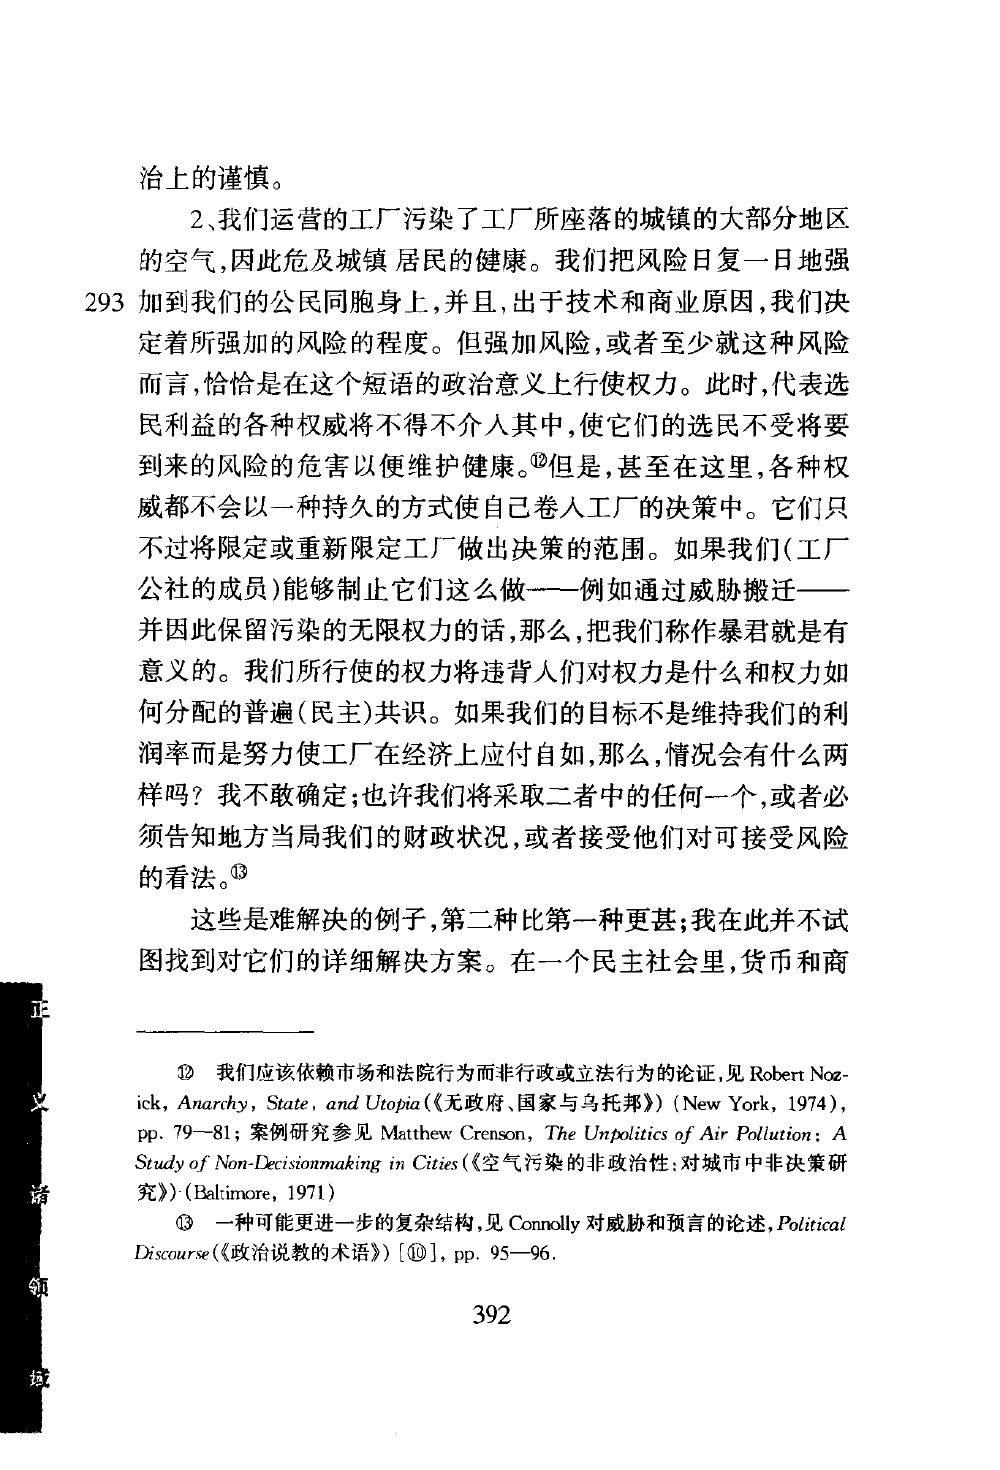 治上的谨慎。
2、我们运营的工厂污染了工厂所座落的城镇的大部分地区
的空气,因此危及城镇 居民的健康。我们把风险日复一日地强
293 加到我们的公民同胞身上,并且,出于技术和商业原因,我们决
定着所强加的风险的程度。但强加风险,或者至少就这种风险
而言,恰恰是在这个短语的政治意义上行使权力。此时,代表选
民利益的各种权威将不得不介人其中,使它们的选民不受将要
到来的风险的危害以便维护健康。⑫但是,甚至在这里,各种权
威都不会以一种持久的方式使自己卷人工厂的决策中。它们只
不过将限定或重新限定工厂做出决策的范围。如果我们(工厂
公社的成员)能够制止它们这么做——例如通过威胁搬迁——
并因此保留污染的无限权力的话,那么,把我们称作暴君就是有
意义的。我们所行使的权力将违背人们对权力是什么和权力如
何分配的普遍(民主)共识。如果我们的目标不是维持我们的利
润率而是努力使工厂在经济上应付自如,那么,情况会有什么两
样吗？我不敢确定;也许我们将采取二者中的任何一个,或者必
须告知地方当局我们的财政状况,或者接受他们对可接受风险
的看法。⑬
这些是难解决的例子,第二种比第一种更甚;我在此并不试
图找到对它们的详细解决方案。在一个民主社会里,货币和商
⑫ 我们应该依赖市场和法院行为而非行政或立法行为的论证,见 Robert Noz-
ick, Anarchy, State, and Utopia(《无政府、国家与乌托邦》) (New York, 1974),
pp. 79—81; 案例研究参见 Matthew Crenson, The Unpolitics of Air Pollution: A
Study of Non-Decisionmaking in Cities(《空气污染的非政治性:对城市中非决策研
究》) (Baltimore, 1971)
⑬ 一种可能更进一步的复杂结构,见 Connolly 对威胁和预言的论述, Political
Discourse(《政治说教的术语》) [⑩], pp. 95—96.
392
正
义
诸
领
域